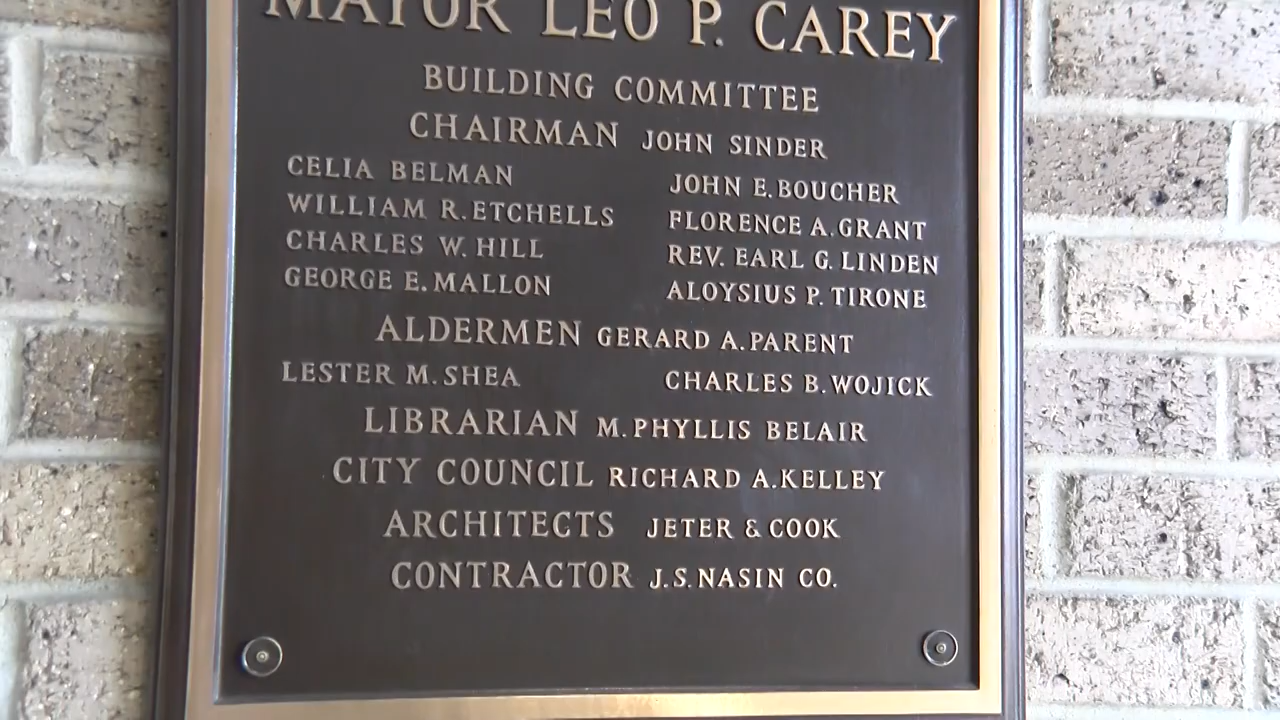 MAYOR LEO P. CAREY
BUILDING COMMITTEE
CHAIRMAN JOHN SINDER
CELIA BELMAN JOHN E. BOUCHER
WILLIAM R. ETCHELLS FLORENCE A. GRANT
CHARLES W. HILL REV. EARL G. LINDEN
GEORGE E. MALLON ALOYSIUS P. TIRONE
ALDERMEN GERARD A. PARENT
LESTER M. SHEA CHARLES B. WOJICK
LIBRARIAN M. PHYLLIS BELAIR
CITY COUNCIL RICHARD A. KELLEY
ARCHITECTS JETER & COOK
CONTRACTOR J.S. NASIN CO.